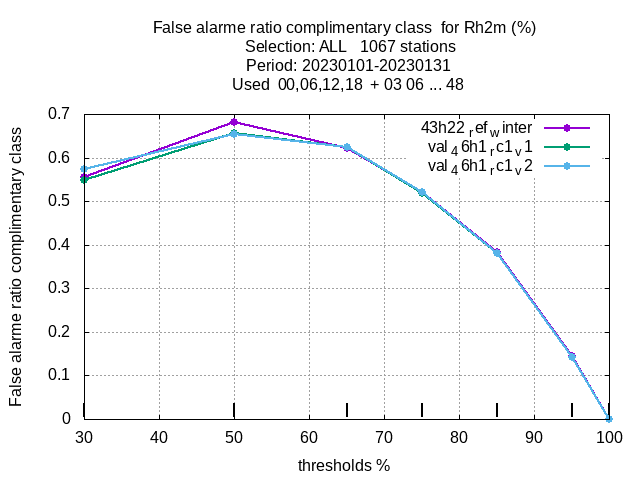 False alarme ratio complimentary class  for Rh2m (%)
Selection: ALL   1067 stations
Period: 20230101-20230131
Used  00,06,12,18  + 03 06 ... 48
False alarme ratio complimentary class
0.7
0.6
0.5
0.4
0.3
0.2
0.1
0
43h22_ref_winter
val_46h1_rc1_v1
val_46h1_rc1_v2
30 40 50 60 70 80 90 100
thresholds %